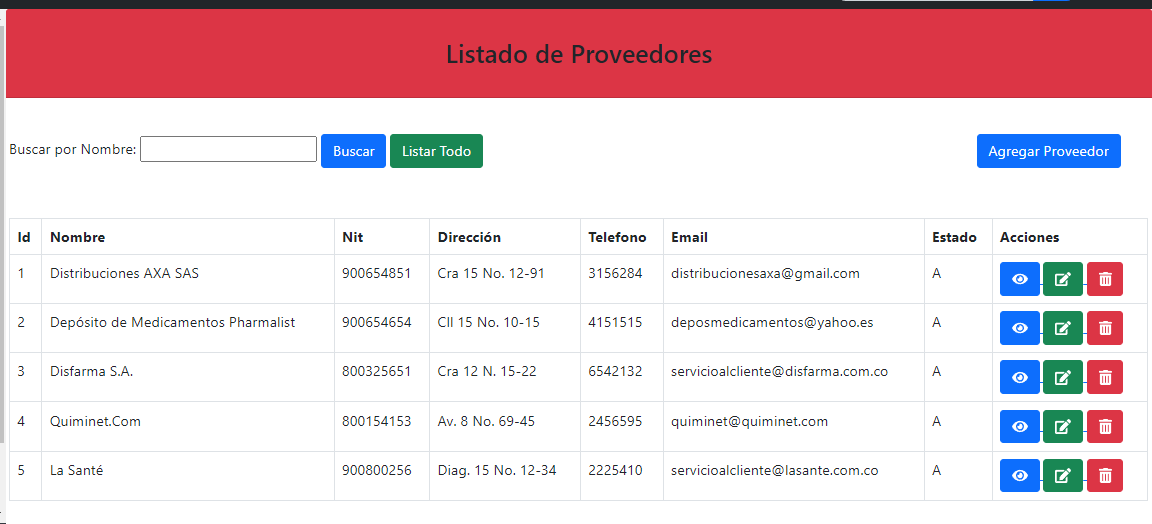 Listado de Proveedores
Buscar por Nombre: Buscar Listar Todo Agregar Proveedor
Id Nombre Nit Dirección Telefono Email Estado Acciones
1 Distribuciones AXA SAS 900654851 Cra 15 No. 12-91 3156284 distribucionesaxa@gmail.com A
2 Depósito de Medicamentos Pharmalist 900654654 Cll 15 No. 10-15 4151515 deposmedicamentos@yahoo.es A
3 Disfarma S.A. 800325651 Cra 12 N. 15-22 6542132 servicioalcliente@disfarma.com.co A
4 Quiminet.Com 800154153 Av. 8 No. 69-45 2456595 quiminet@quiminet.com A
5 La Santé 900800256 Diag. 15 No. 12-34 2225410 servicioalcliente@lasante.com.co A